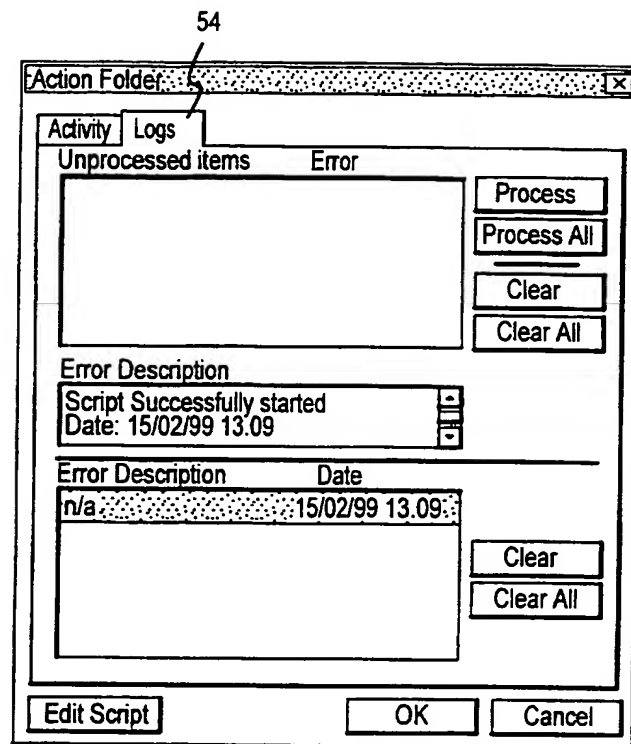 54
Action Folder
Activity Logs
Unprocessed items Error
Process
Process All
Clear
Clear All
Error Description
Script Successfully started
Date: 15/02/99 13.09
Error Description Date
n/a 15/02/99 13.09
Clear
Clear All
Edit Script OK Cancel